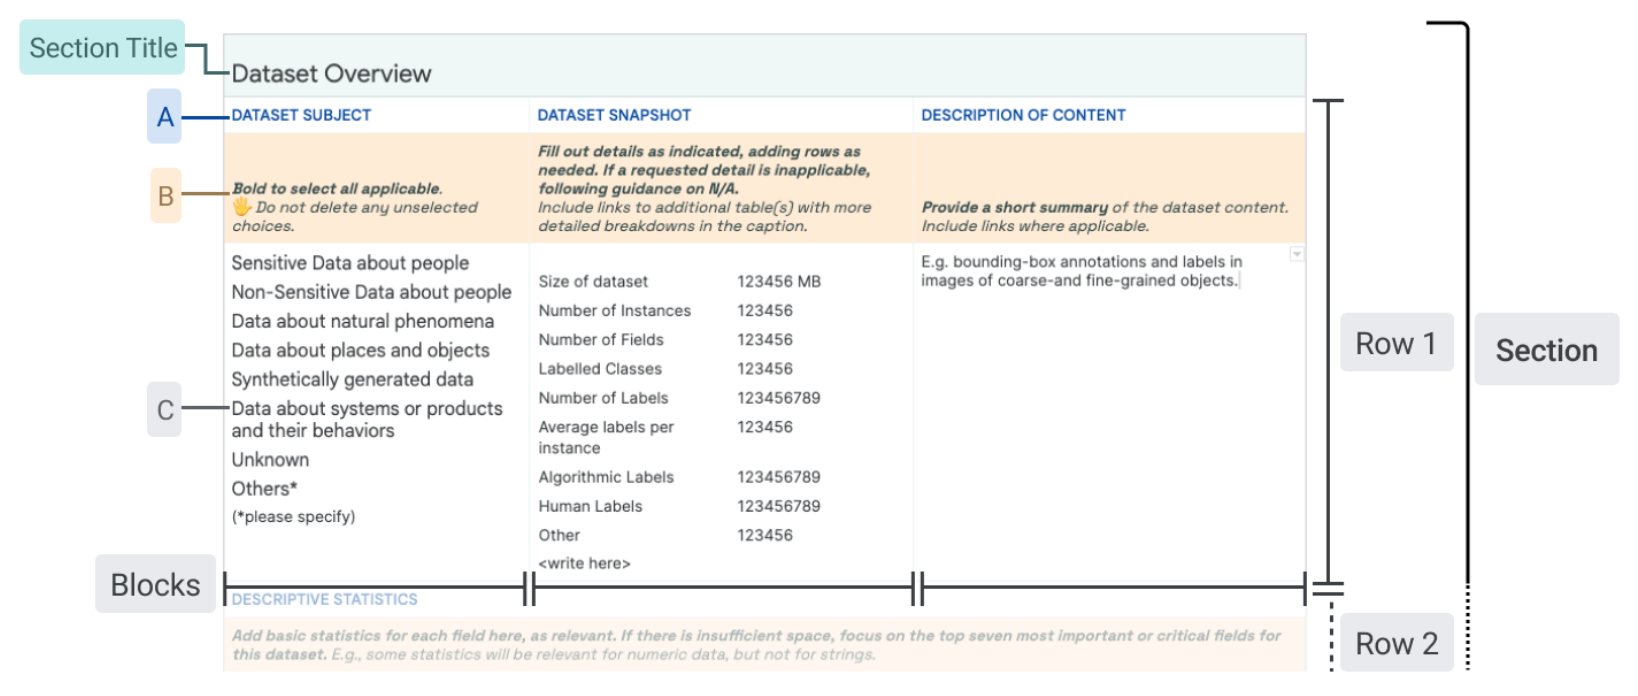 Section Title
Dataset Overview
A
DATASET SUBJECT
DATASET SNAPSHOT
DESCRIPTION OF CONTENT
B
Bold to select all applicable.
🖐 Do not delete any unselected
choices.
Fill out details as indicated, adding rows as
needed. If a requested detail is inapplicable,
following guidance on N/A.
Include links to additional table(s) with more
detailed breakdowns in the caption.
Provide a short summary of the dataset content.
Include links where applicable.
C
Sensitive Data about people
Non-Sensitive Data about people
Data about natural phenomena
Data about places and objects
Synthetically generated data
Data about systems or products
and their behaviors
Unknown
Others*
(*please specify)
Size of dataset 123456 MB
Number of Instances 123456
Number of Fields 123456
Labelled Classes 123456
Number of Labels 123456789
Average labels per 123456
instance
Algorithmic Labels 123456789
Human Labels 123456789
Other 123456
<write here>
E.g. bounding-box annotations and labels in
images of coarse-and fine-grained objects.
Row 1
Section
Blocks
DESCRIPTIVE STATISTICS
Add basic statistics for each field here, as relevant. If there is insufficient space, focus on the top seven most important or critical fields for
this dataset. E.g., some statistics will be relevant for numeric data, but not for strings.
Row 2